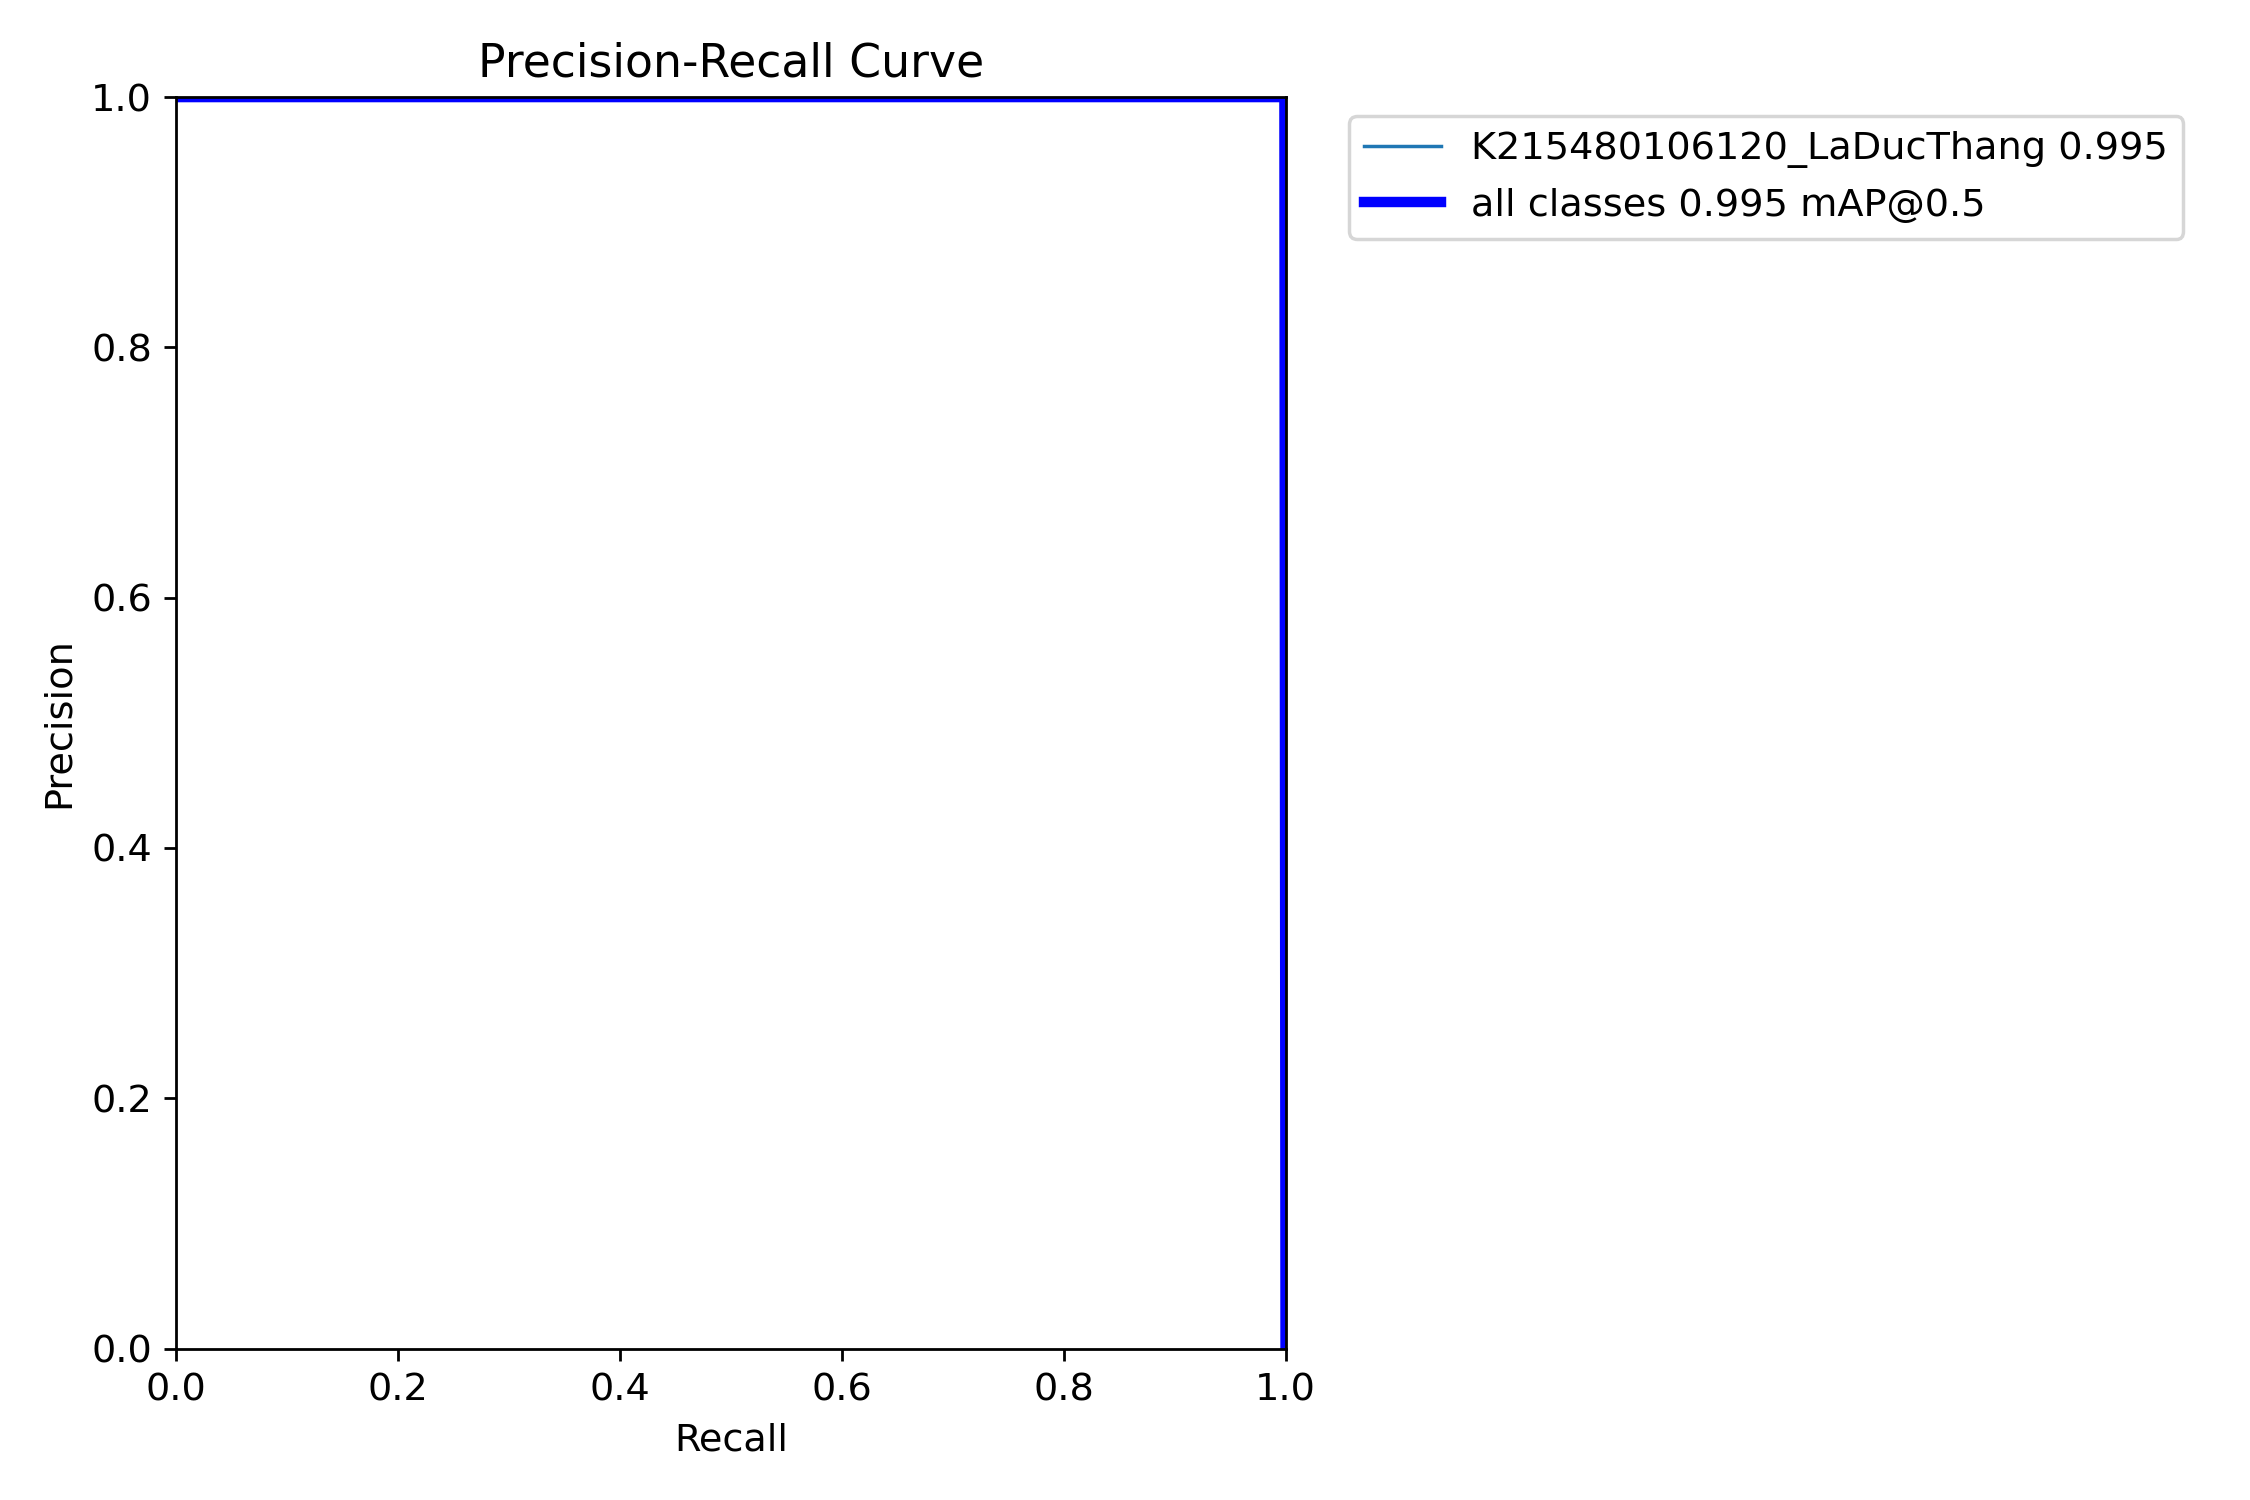 Precision-Recall Curve
K215480106120_LaDucThang 0.995
all classes 0.995 mAP@0.5
1.0
0.8
0.6
0.4
0.2
0.0
Precision
0.0 0.2 0.4 0.6 0.8 1.0
Recall